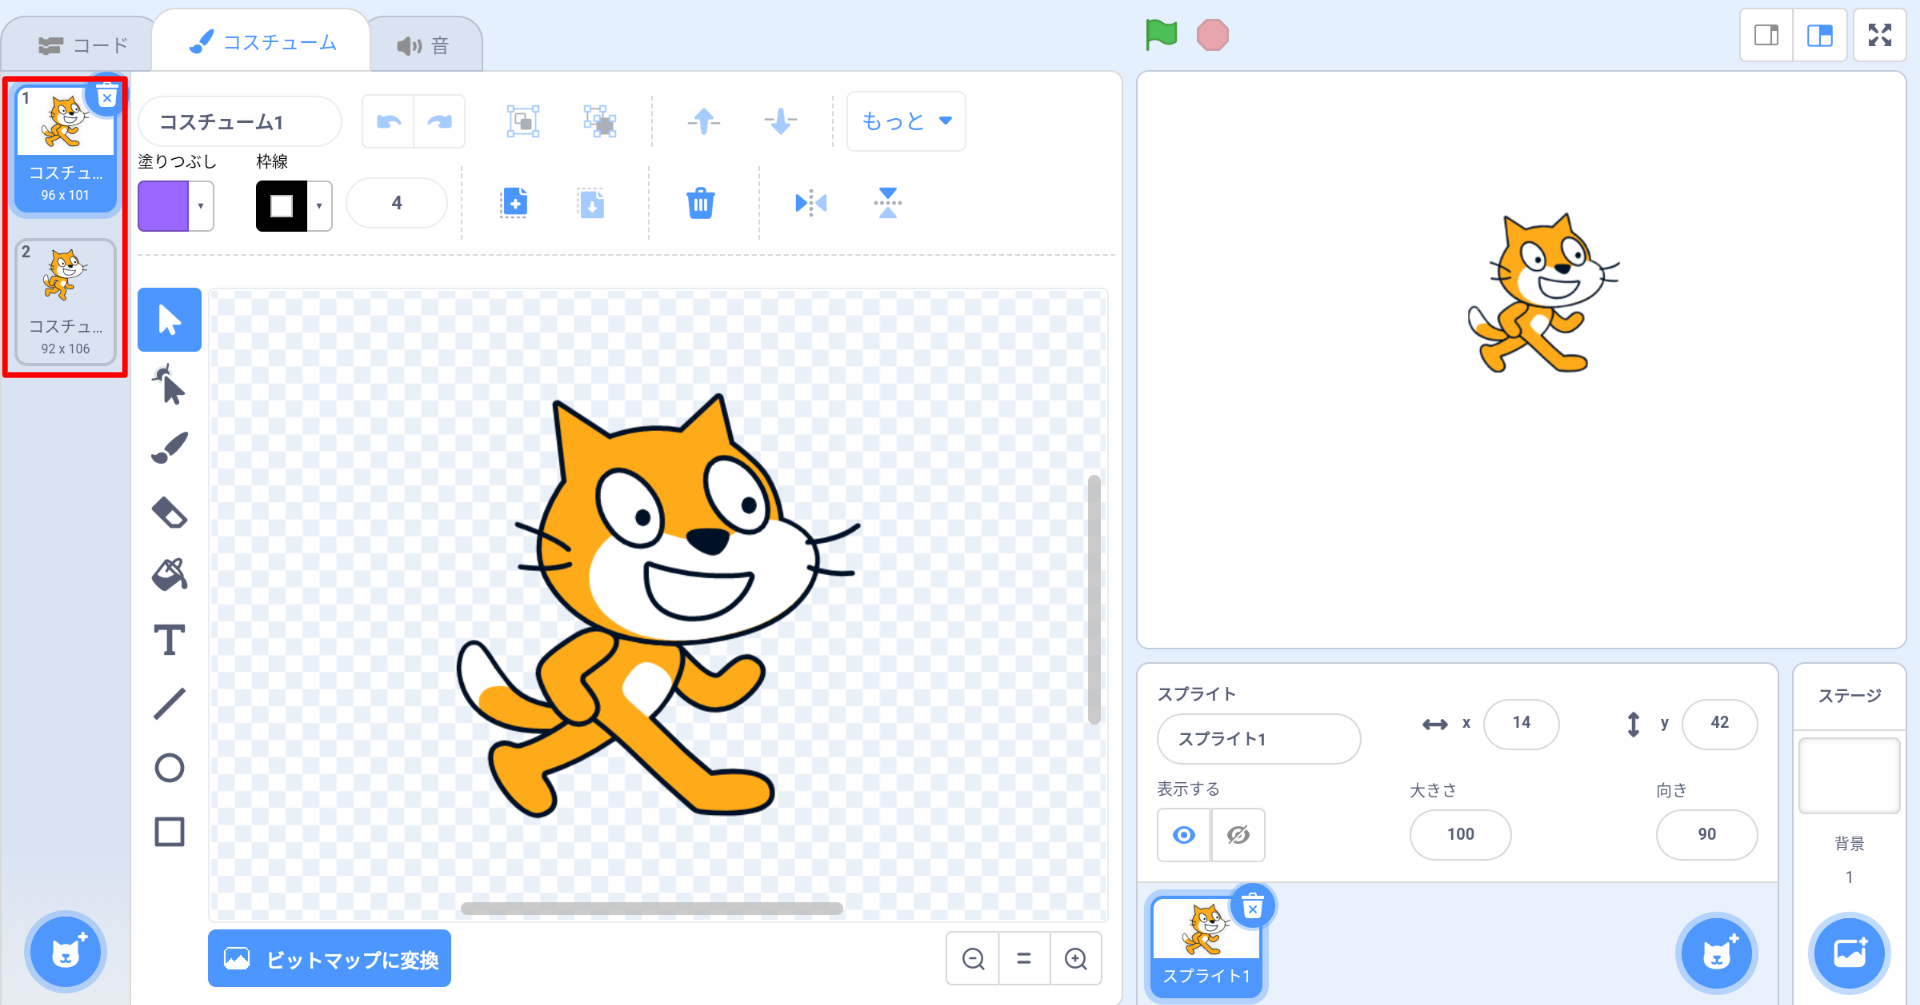 コード
コスチューム
音
1
コスチュ...
96 x 101
2
コスチュ...
92 x 106
コスチューム1
もっと
塗りつぶし
枠線
4
ビットマップに変換
スプライト
スプライト1
x
14
y
42
表示する
大きさ
100
向き
90
スプライト1
ステージ
背景
1